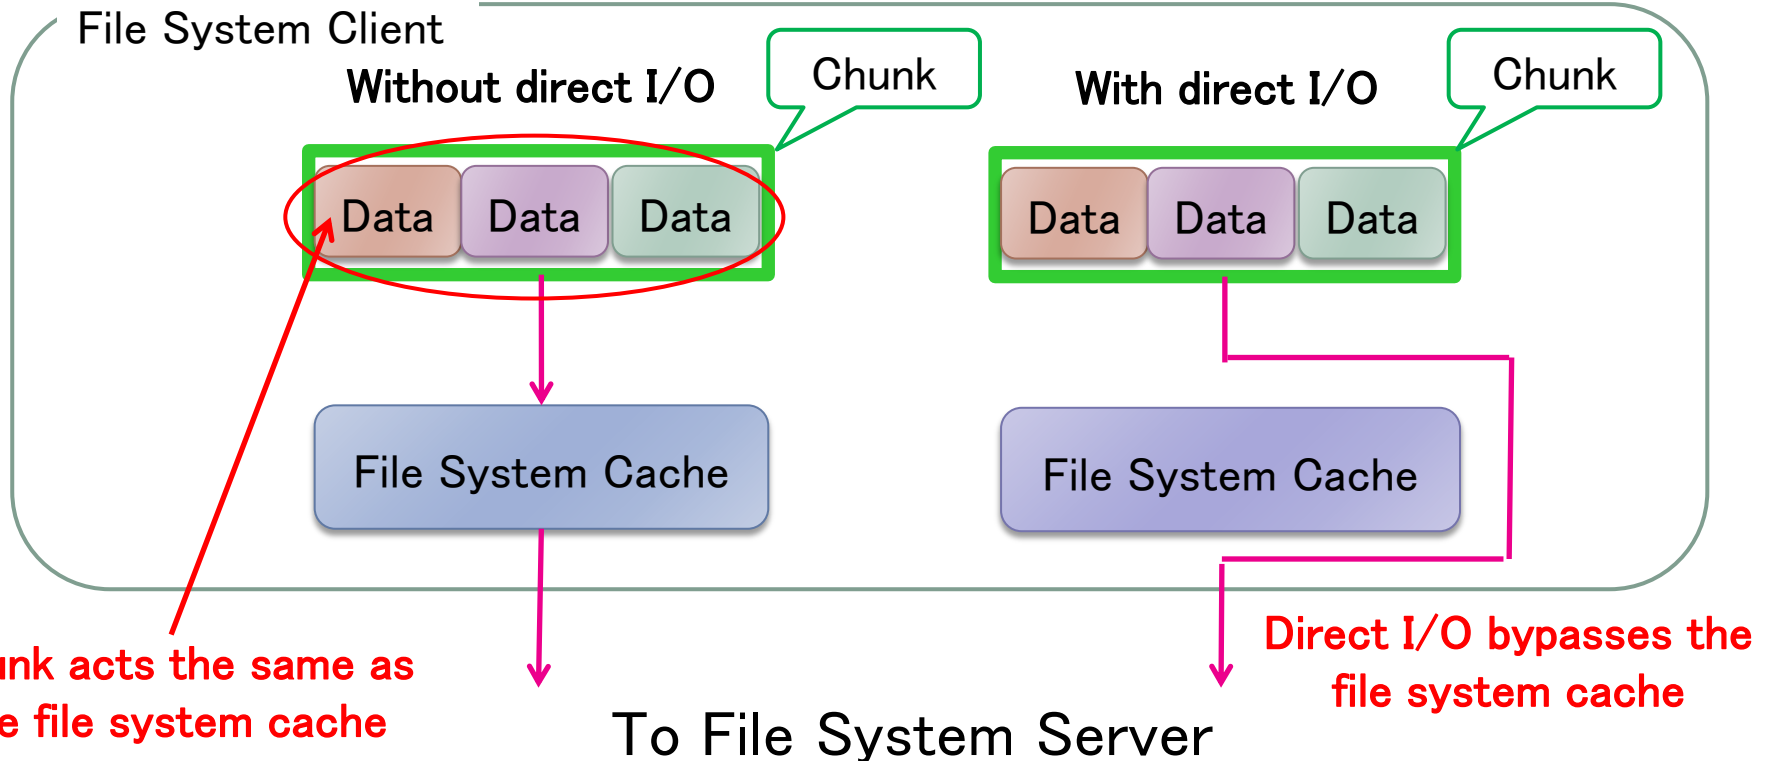 File System Client
Without direct I/O
Chunk
With direct I/O
Chunk
Data Data Data
Data Data Data
File System Cache
File System Cache
acts the same as
file system cache
Direct I/O bypasses the
file system cache
To File System Server